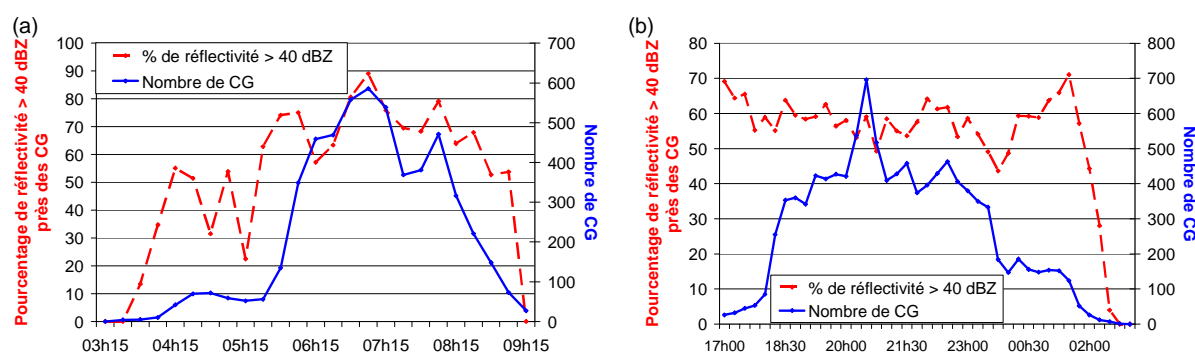 (a)
Pourcentage de réflectivité > 40 dBZ
près des CG
100
90
80
70
60
50
40
30
20
10
0
% de réflectivité > 40 dBZ
Nombre de CG
700
600
500
400
300
200
100
0
Nombre de
CG
03h15 04h15 05h15 06h15 07h15 08h15 09h15
(b)
Pourcentage de réflectivité > 40 dBZ
près des CG
80
70
60
50
40
30
20
10
0
% de réflectivité > 40 dBZ
Nombre de CG
800
700
600
500
400
300
200
100
0
Nombre de
CG
17h00 18h30 20h00 21h30 23h00 00h30 02h00